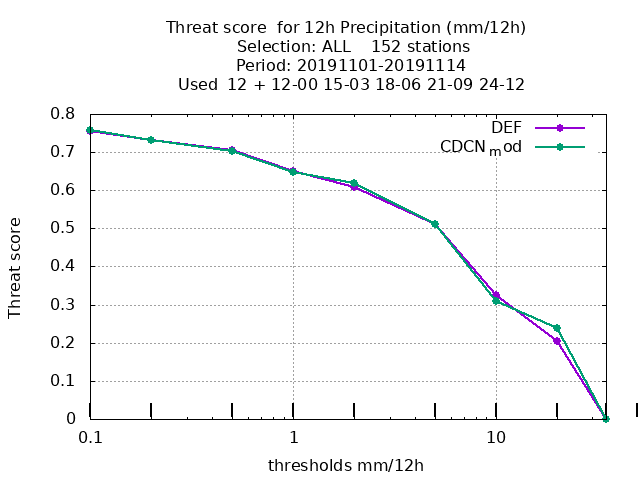 Threat score  for 12h Precipitation (mm/12h)
Selection: ALL    152 stations
Period: 20191101-20191114
Used  12 + 12-00 15-03 18-06 21-09 24-12
DEF
CDCN_mod
0.8
0.7
0.6
0.5
0.4
0.3
0.2
0.1
0
Threat score
0.1 1 10
thresholds mm/12h